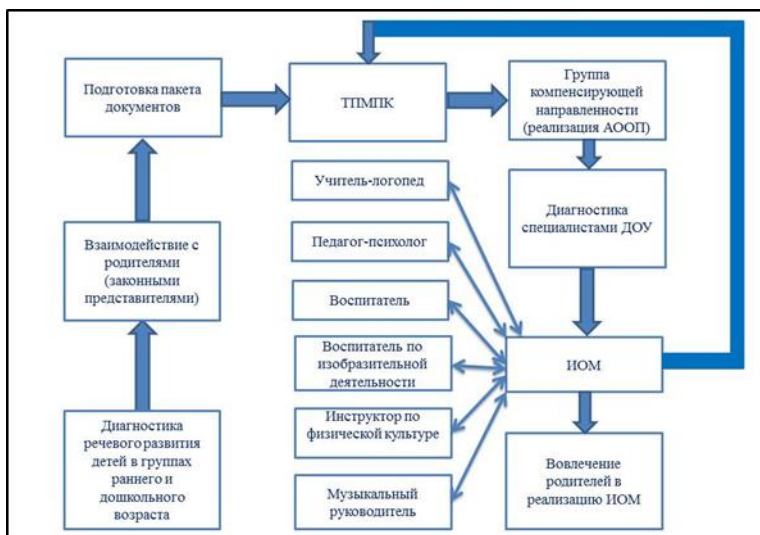 Подготовка пакета
документов
ТПМПК
Группа
компенсирующей
направленности
(реализация АООП)
Учитель-логопед
Диагностика
специалистами ДОУ
Взаимодействие с
родителями
(законными
представителями)
Педагог-психолог
Воспитатель
Воспитатель по
изобразительной
деятельности
ИОМ
Диагностика
речевого развития
детей в группах
раннего и
дошкольного
возраста
Инструктор по
физической культуре
Музыкальный
руководитель
Вовлечение
родителей в
реализацию ИОМ